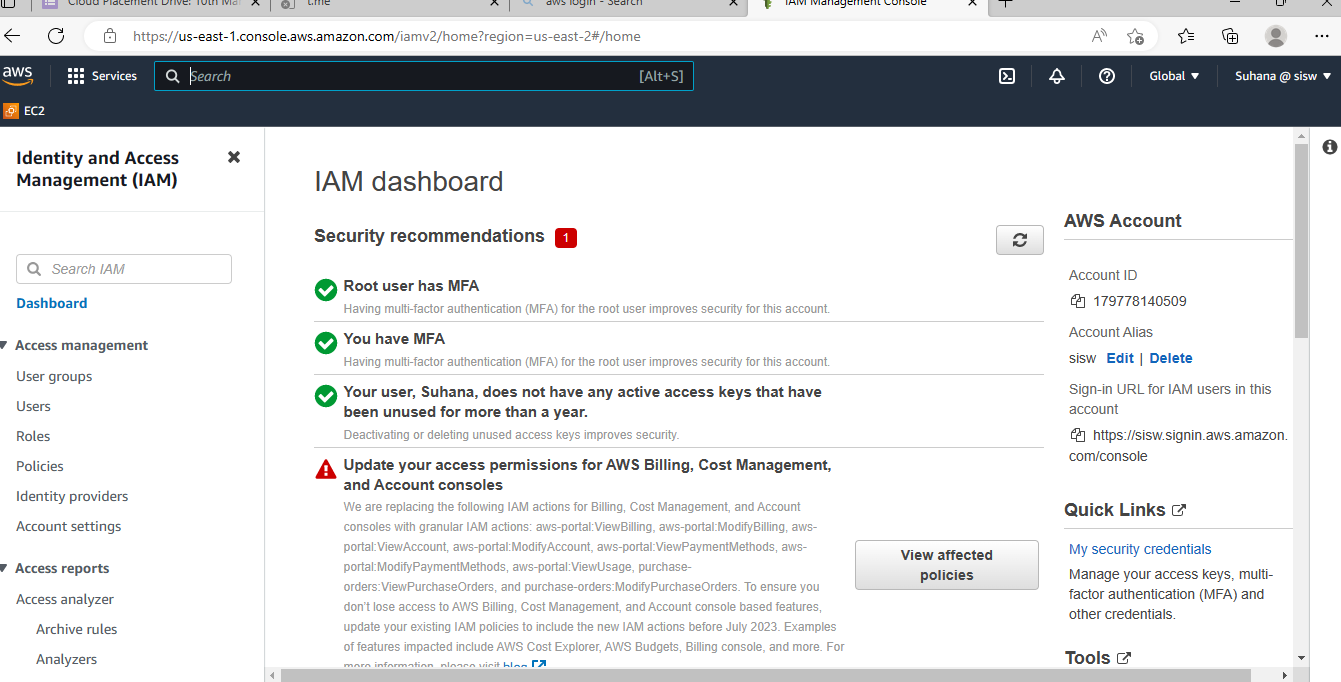 Cloud Placement Drive: 10th Mar
t.me
aws login - Search
IAM Management Console
https://us-east-1.console.aws.amazon.com/iamv2/home?region=us-east-2#/home
aws
Services
Search
[Alt+S]
Global
Suhana @ sisw
EC2
Identity and Access
Management (IAM)
Search IAM
Dashboard
Access management
User groups
Users
Roles
Policies
Identity providers
Account settings
Access reports
Access analyzer
Archive rules
Analyzers
IAM dashboard
Security recommendations 1
Root user has MFA
Having multi-factor authentication (MFA) for the root user improves security for this account.
You have MFA
Having multi-factor authentication (MFA) for the root user improves security for this account.
Your user, Suhana, does not have any active access keys that have
been unused for more than a year.
Deactivating or deleting unused access keys improves security.
Update your access permissions for AWS Billing, Cost Management,
and Account consoles
We are replacing the following IAM actions for Billing, Cost Management, and Account
consoles with granular IAM actions: aws-portal:ViewBilling, aws-portal:ModifyBilling, aws-
portal:ViewAccount, aws-portal:ModifyAccount, aws-portal:ViewPaymentMethods, aws-
portal:ModifyPaymentMethods, aws-portal:ViewUsage, purchase-
orders:ViewPurchaseOrders, and purchase-orders:ModifyPurchaseOrders. To ensure you
don't lose access to AWS Billing, Cost Management, and Account console based features,
update your existing IAM policies to include the new IAM actions before July 2023. Examples
of features impacted include AWS Cost Explorer, AWS Budgets, Billing console, and more. For
more information, please visit blog
View affected
policies
AWS Account
Account ID
179778140509
Account Alias
sisw Edit | Delete
Sign-in URL for IAM users in this
account
https://sisw.signin.aws.amazon.
com/console
Quick Links
My security credentials
Manage your access keys, multi-
factor authentication (MFA) and
other credentials.
Tools